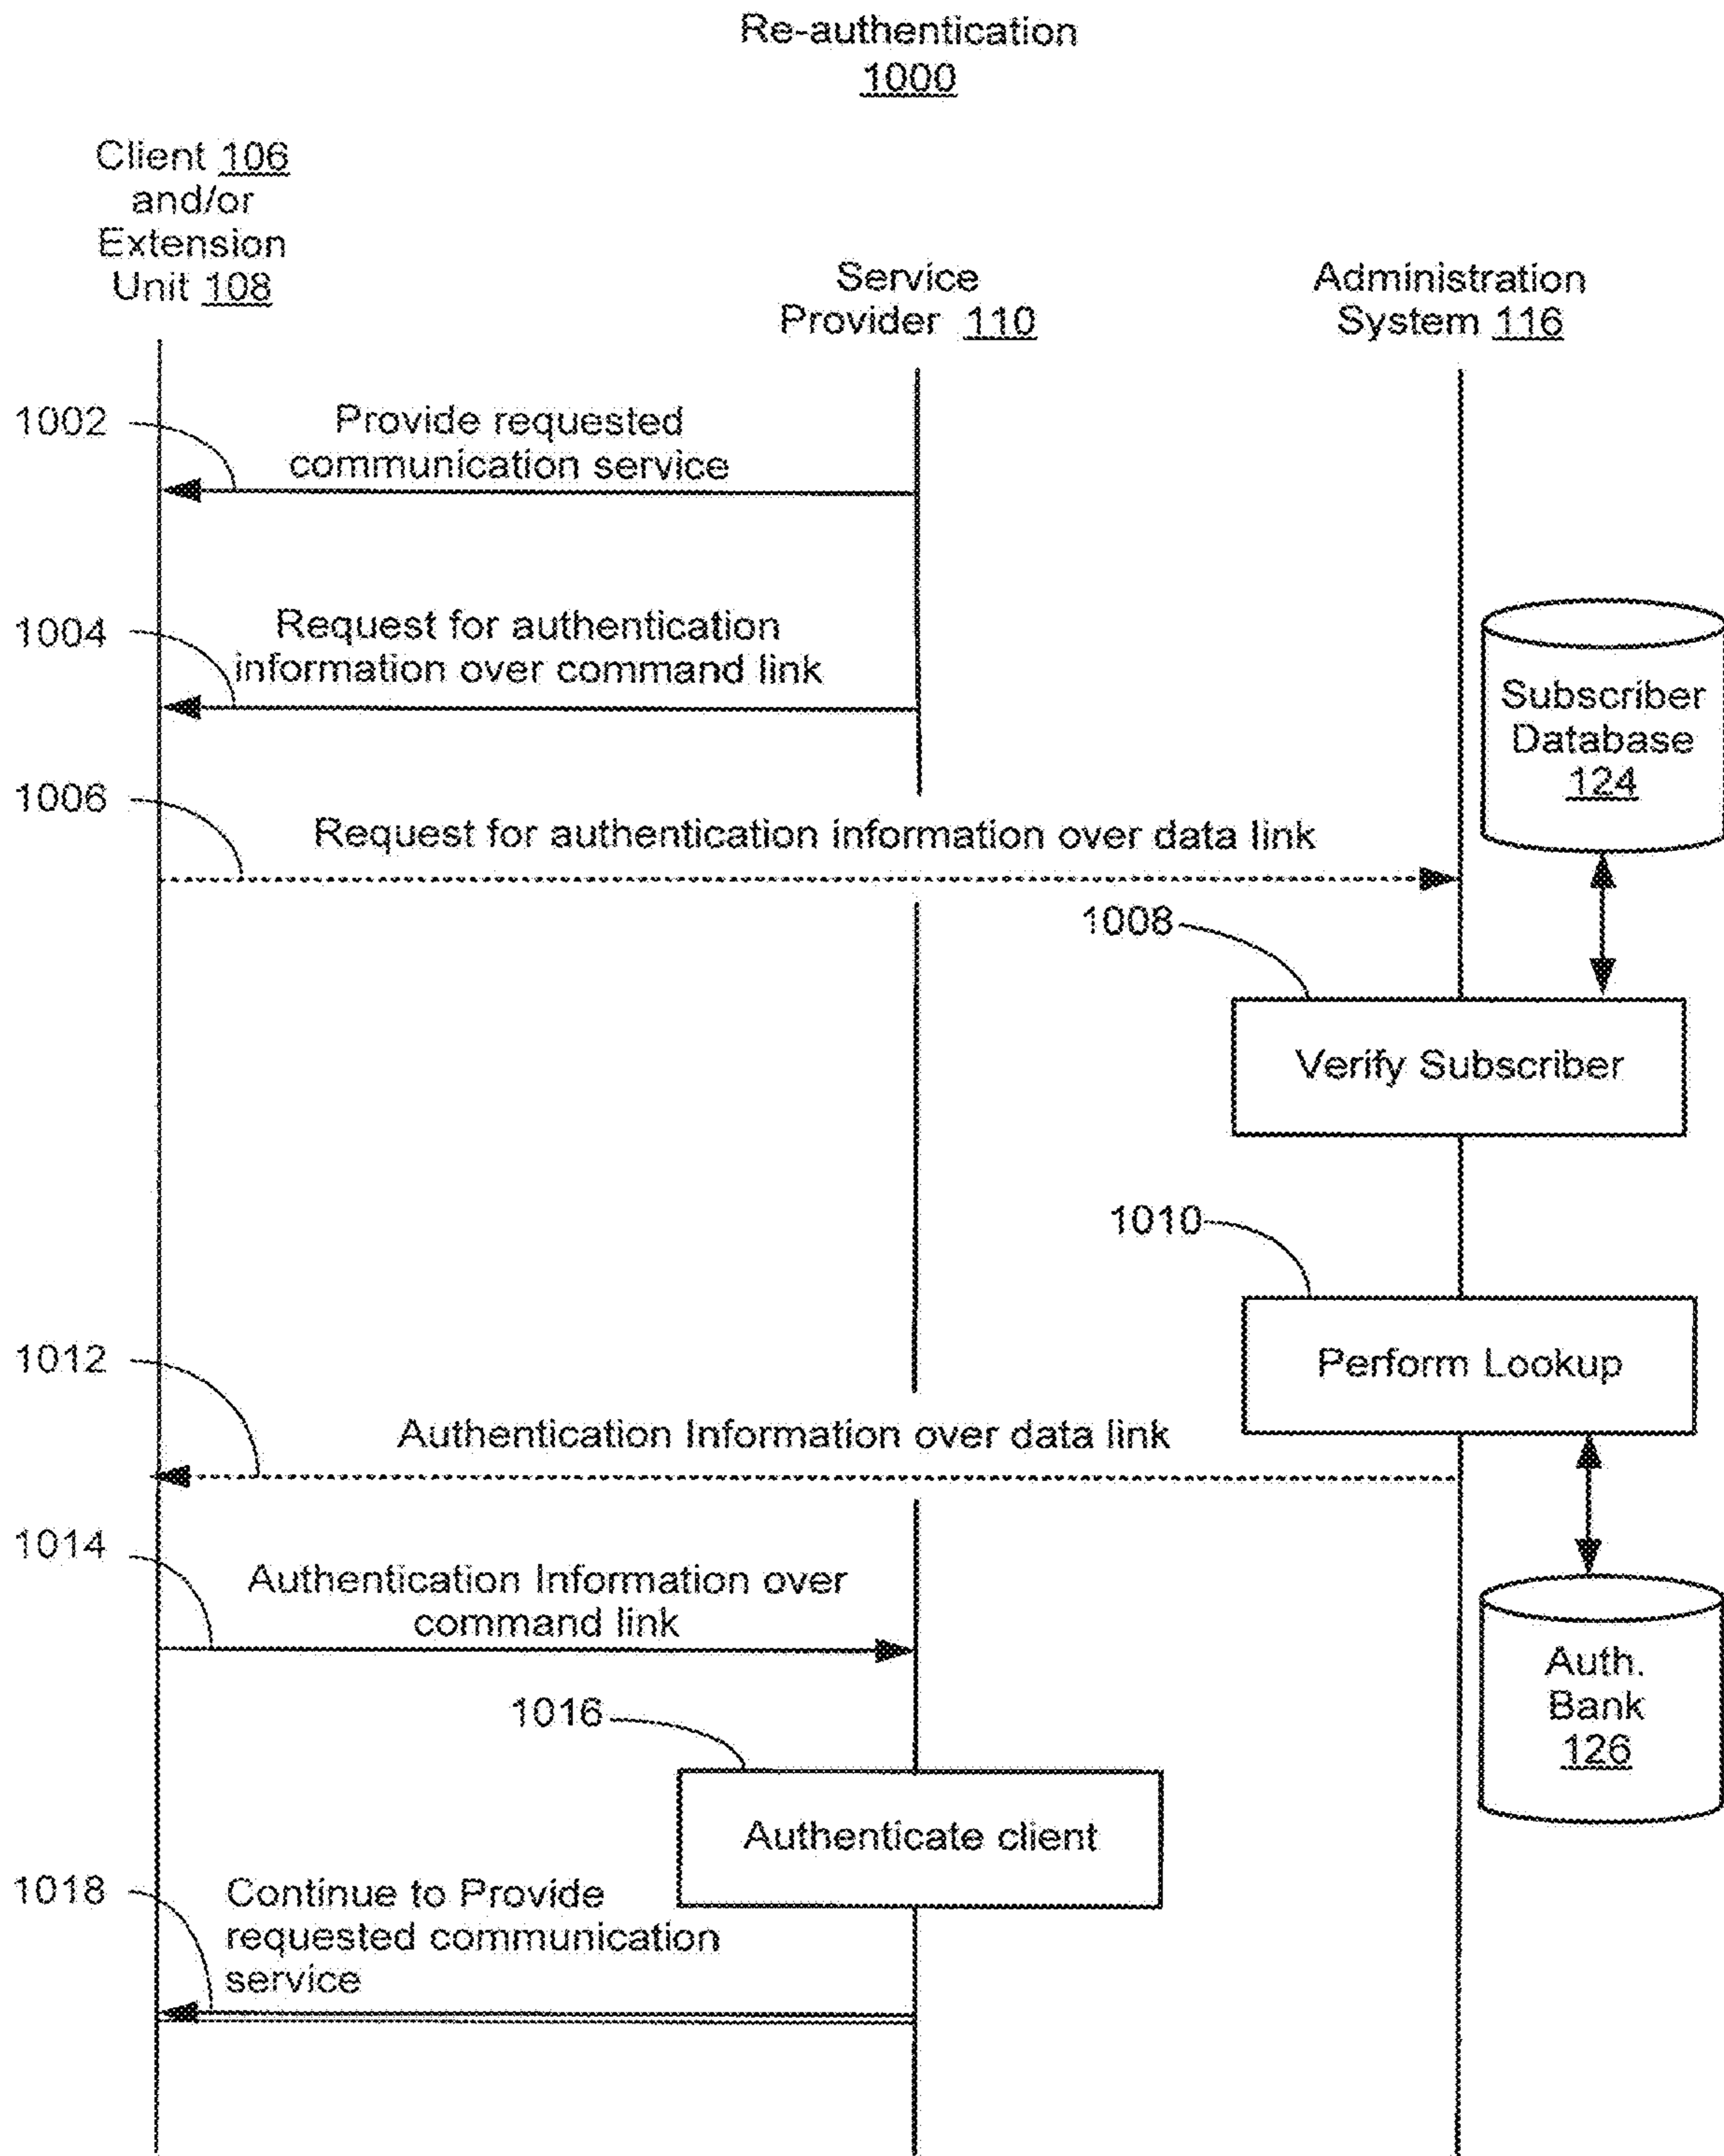 Re-authentication
1000
Client 106
and/or
Extension
Unit 108
Service
Provider 110
Administration
System 116
1002
Provide requested
communication service
1004
Request for authentication
information over command link
Subscriber
Database
124
1006
Request for authentication information over data link
1008
Verify Subscriber
1010
Perform Lookup
1012
Authentication Information over data link
1014
Authentication Information over
command link
Auth.
Bank
126
1016
Authenticate client
1018
Continue to Provide
requested communication
service